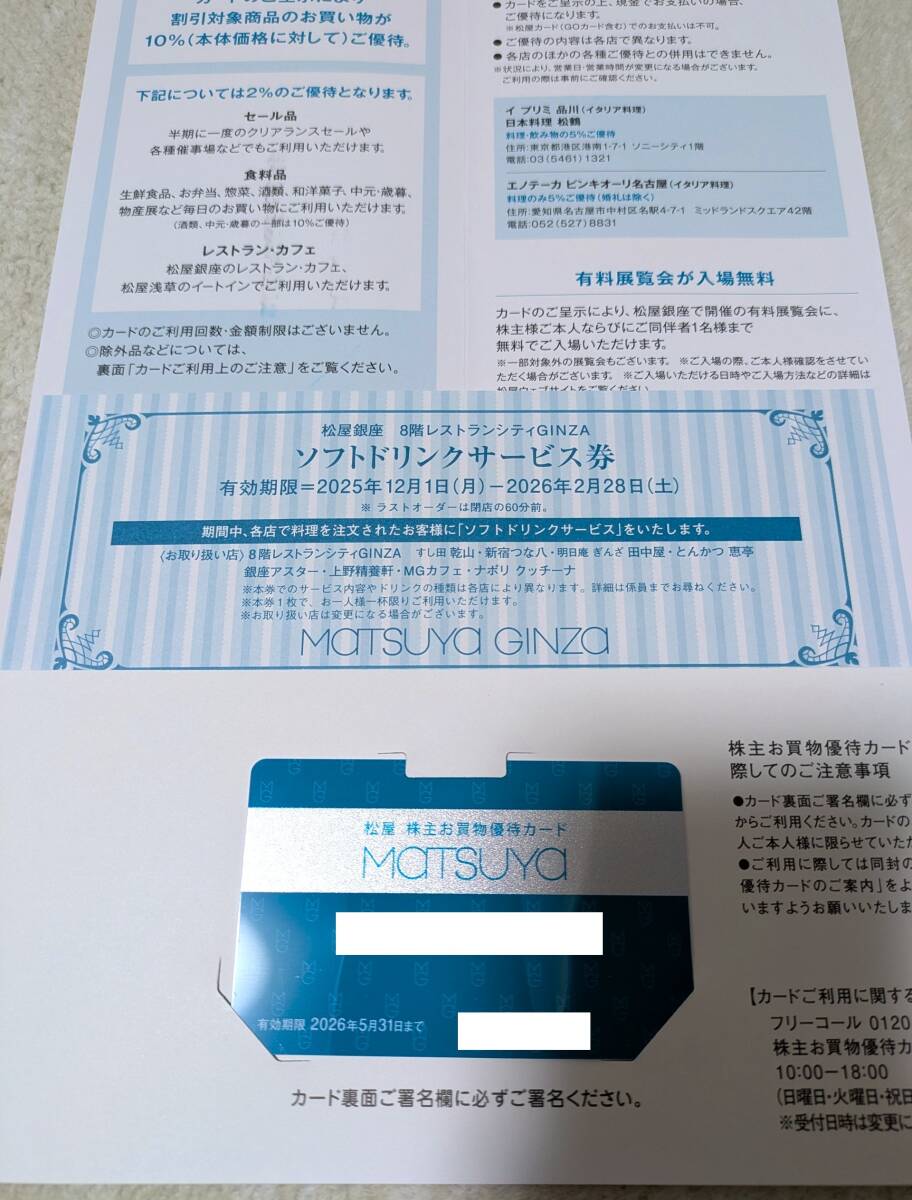 割引対象商品のお買い物が
10%(本体価格に対して)ご優待。
下記については2%のご優待となります。
セール品
半期に一度のクリアランスセールや
各種催事場などでもご利用いただけます。
食料品
生鮮食品、お弁当、惣菜、酒類、和洋菓子、中元・歳暮、
物産展など毎日のお買い物にご利用いただけます。
(酒類、中元・歳暮の一部は10%ご優待)
レストラン・カフェ
松屋銀座のレストラン・カフェ、
松屋浅草のイートインでご利用いただけます。
◎カードのご利用回数・金額制限はございません。
◎除外品などについては、
裏面「カードご利用上のご注意」をご覧ください。
●カードをご呈示の上、現金でお支払いの場合、
ご優待になります。
※松屋カード(GOカード含む)でのお支払いは不可。
●ご優待の内容は各店で異なります。
●各店のほかの各種ご優待との併用はできません。
※状況により、営業日・営業時間が変更になる場合がございます。
ご利用の際は事前にご確認ください。
イ プリミ 品川(イタリア料理)
日本料理 松鶴
料理・飲み物の5%ご優待
住所:東京都港区港南1-7-1 ソニーシティ1階
電話:03(5461)1321
エノテーカ ピンキオーリ名古屋(イタリア料理)
料理のみ5%ご優待(婚礼は除く)
住所:愛知県名古屋市中村区名駅4-7-1 ミッドランドスクエア42階
電話:052(527)8831
有料展覧会が入場無料
カードのご呈示により、松屋銀座で開催の有料展覧会に、
株主様ご本人ならびにご同伴者1名様まで
無料でご入場いただけます。
※一部対象外の展覧会もございます。 ※ご入場の際、ご本人様確認をさせてい
ただく場合がございます。 ※ご入場いただける日時やご入場方法などの詳細は
松屋ウェブサイトをご覧ください。
松屋銀座 8階レストランシティGINZA
ソフトドリンクサービス券
有効期限=2025年12月1日(月)-2026年2月28日(土)
※ ラストオーダーは閉店の60分前。
期間中、各店で料理を注文されたお客様に「ソフトドリンクサービス」をいたします。
〈お取り扱い店〉8階レストランシティGINZA すし田 乾山・新宿つな八・明日庵 ぎんざ 田中屋・とんかつ 恵亭
銀座アスター・上野精養軒・MGカフェ・ナポリ クッチーナ
※本券でのサービス内容やドリンクの種類は各店により異なります。詳細は係員までお尋ねください。
※本券1枚で、お一人様一杯限りご利用いただけます。
※お取り扱い店は変更になる場合がございます。
MATSUYA GINZA
株主お買物優待カード
際してのご注意事項
●カード裏面ご署名欄に必ず
からご利用ください。カードの
人ご本人様に限らせていただ
●ご利用に際しては同封の
優待カードのご案内」をよ
いますようお願いいたしま
松屋 株主お買物優待カード
MATSUYA
有効期限 2026年5月31日まで
カード裏面ご署名欄に必ずご署名ください。
【カードご利用に関する
フリーコール 0120
株主お買物優待カ
10:00-18:00
(日曜日・火曜日・祝日
※受付日時は変更に